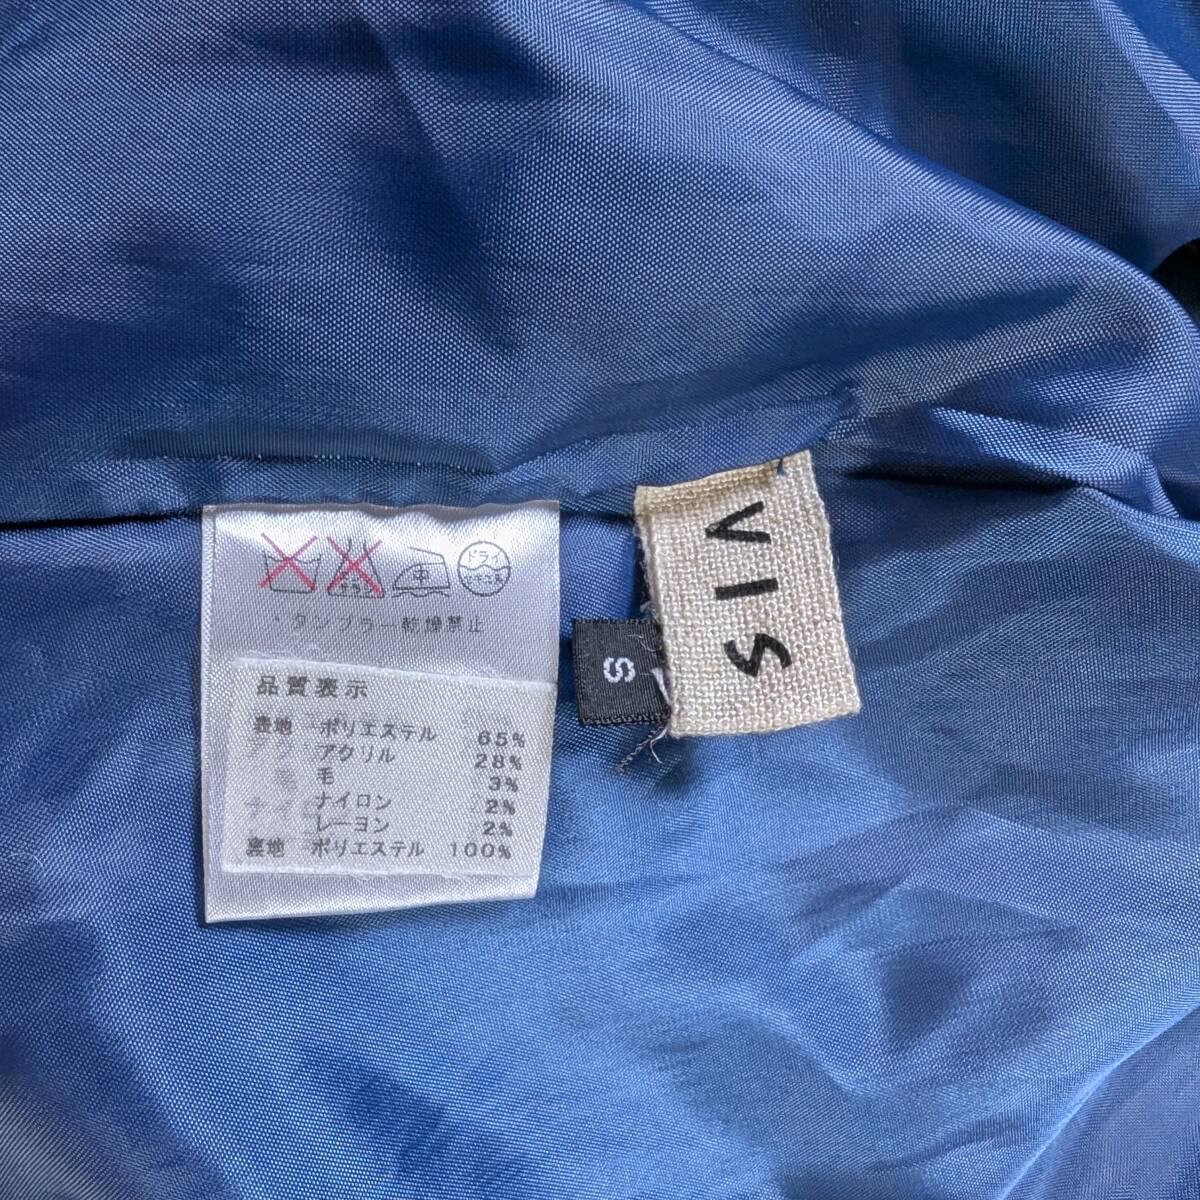 中 ドライ
・タンブラー乾燥禁止
品質表示
表地 ポリエステル 65%
アクリル 28%
毛 3%
ナイロン 2%
レーヨン 2%
裏地 ポリエステル 100%
VIS
S